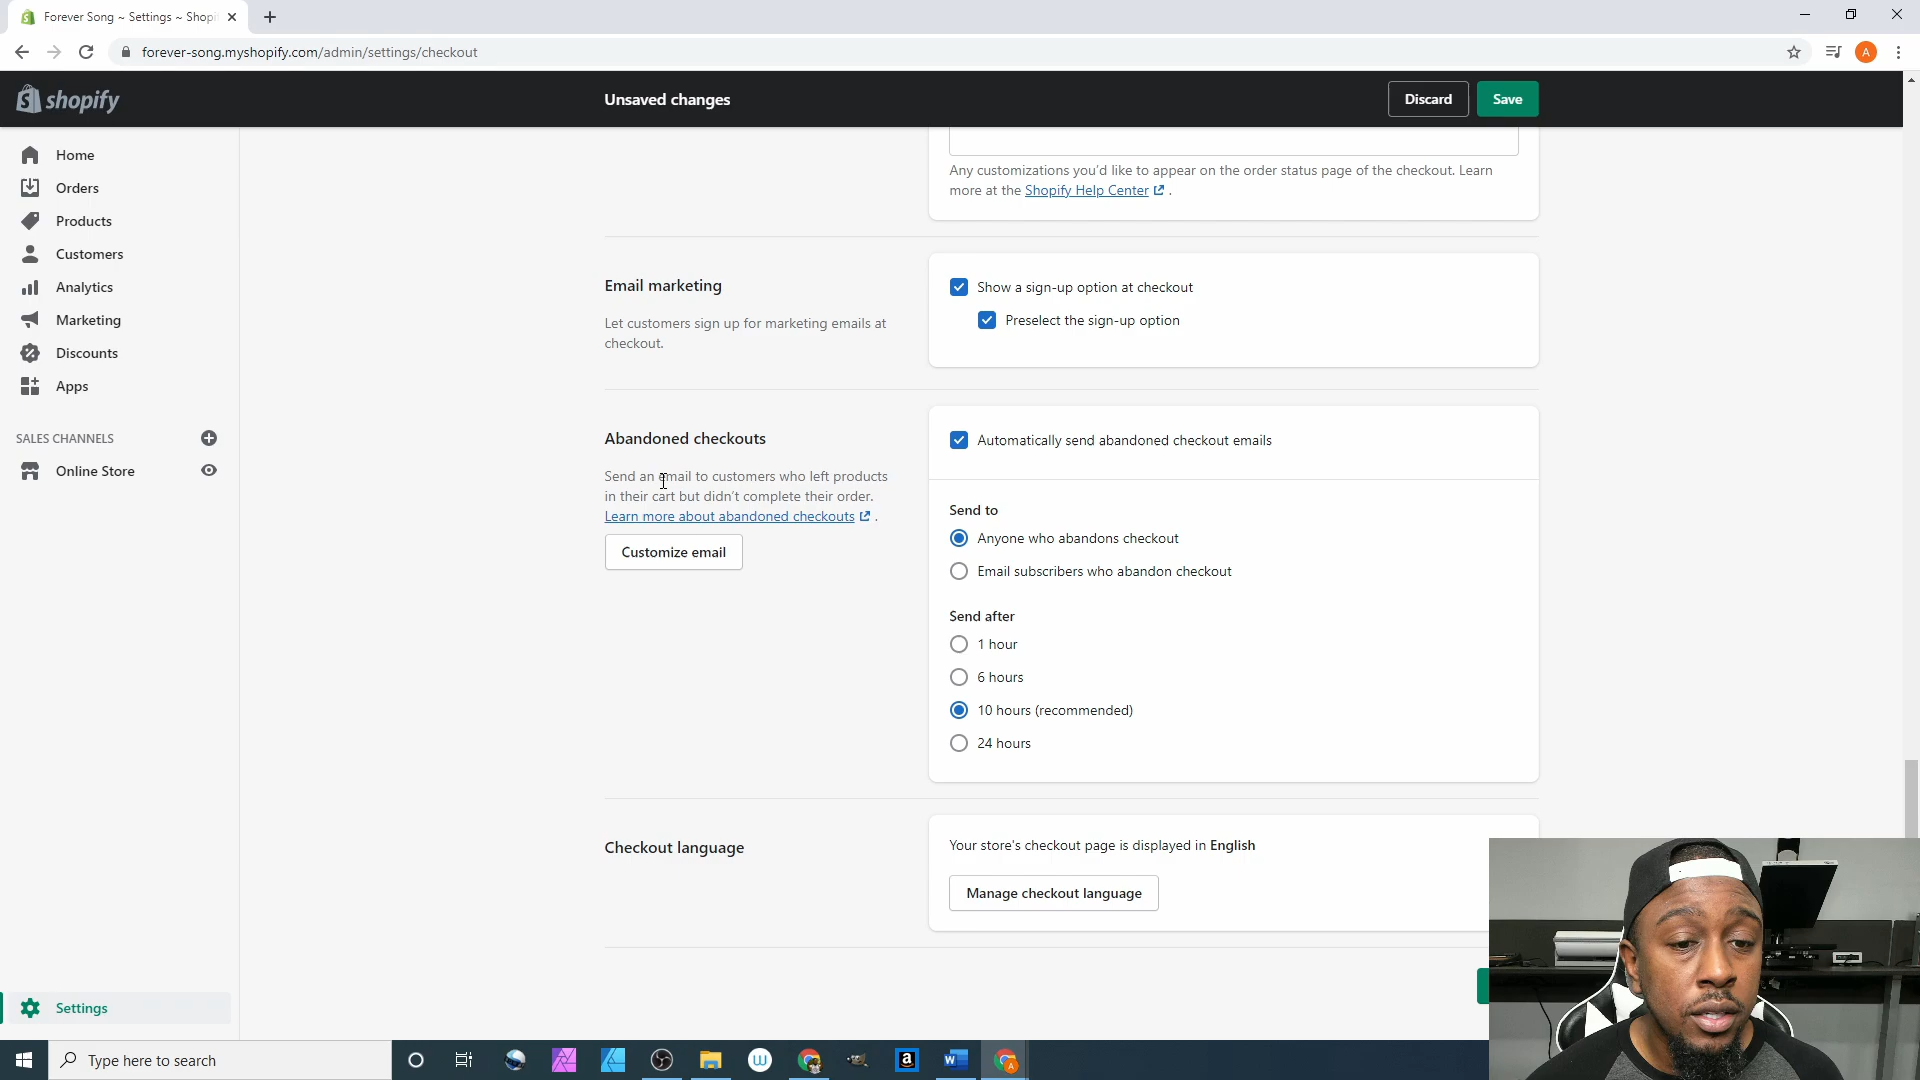 Forever Song ~ Settings ~ Shopi
forever-song.myshopify.com/admin/settings/checkout
A
shopify
Unsaved changes
Discard
Save
Home
Orders
Products
Customers
Analytics
Marketing
Discounts
Apps
SALES CHANNELS
Online Store
Settings
Any customizations you'd like to appear on the order status page of the checkout. Learn
more at the Shopify Help Center .
Email marketing
Let customers sign up for marketing emails at
checkout.
Show a sign-up option at checkout
Preselect the sign-up option
Abandoned checkouts
Send an email to customers who left products
in their cart but didn't complete their order.
Learn more about abandoned checkouts .
Customize email
Automatically send abandoned checkout emails
Send to
Anyone who abandons checkout
Email subscribers who abandon checkout
Send after
1 hour
6 hours
10 hours (recommended)
24 hours
Checkout language
Your store's checkout page is displayed in English
Manage checkout language
Type here to search